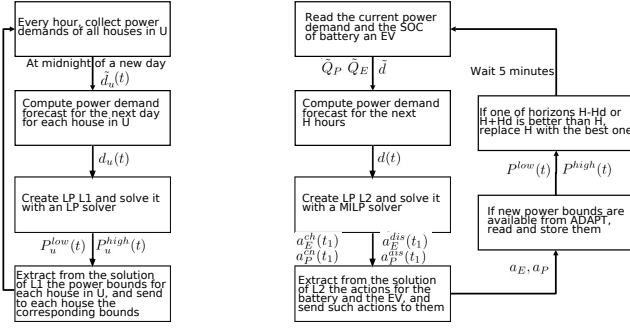 Every hour, collect power
demands of all houses in U
At midnight of a new day
$\tilde{d}_u(t)$
Compute power demand
forecast for the next day
for each house in U
$d_u(t)$
Create LP L1 and solve it
with an LP solver
$P_u^{low}(t)$ $P_u^{high}(t)$
Extract from the solution
of L1 the power bounds for
each house in U, and send
to each house the
corresponding bounds
Read the current power
demand and the SOC
of battery an EV
$\tilde{Q}_P$ $\tilde{Q}_E$ $\tilde{d}$
Compute power demand
forecast for the next
H hours
$d(t)$
Create LP L2 and solve it
with a MILP solver
$a_E^{ch}(t_1)$ $a_E^{dis}(t_1)$
$a_P^{ch}(t_1)$ $a_P^{dis}(t_1)$
Extract from the solution
of L2 the actions for the
battery and the EV, and
send such actions to them
$a_E, a_P$
If new power bounds are
available from ADAPT,
read and store them
$P^{low}(t)$ $P^{high}(t)$
If one of horizons H-Hd or
H+Hd is better than H,
replace H with the best one
Wait 5 minutes